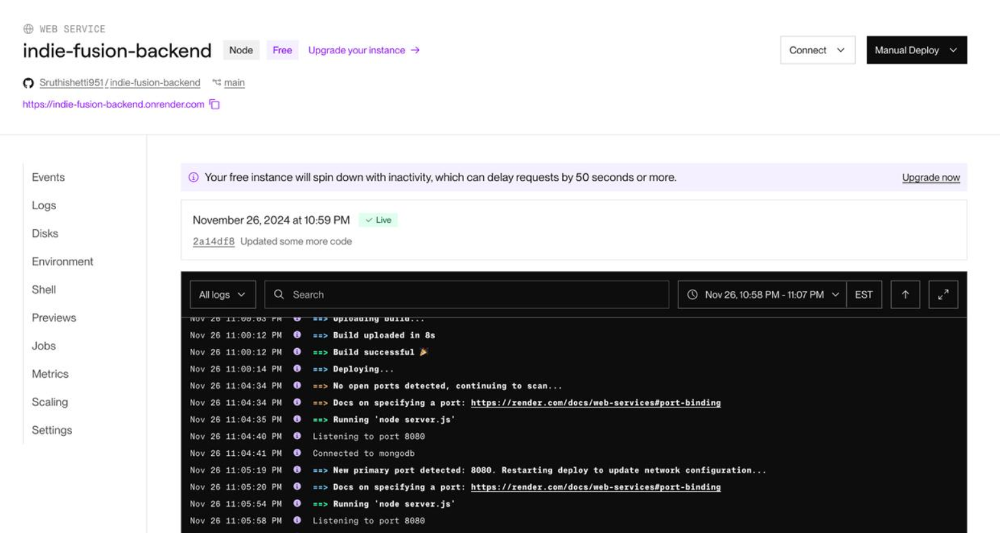 WEB SERVICE
indie-fusion-backend Node Free Upgrade your instance →
Connect Manual Deploy
Sruthishetti951/indie-fusion-backend main
https://indie-fusion-backend.onrender.com
Events
Logs
Disks
Environment
Shell
Previews
Jobs
Metrics
Scaling
Settings
Your free instance will spin down with inactivity, which can delay requests by 50 seconds or more. Upgrade now
November 26, 2024 at 10:59 PM ✓ Live
2a14df8 Updated some more code
All logs Search Nov 26, 10:58 PM - 11:07 PM EST
Nov 26 11:00:03 PM ==> Uploading build...
Nov 26 11:00:12 PM ==> Build uploaded in 8s
Nov 26 11:00:12 PM ==> Build successful 🎉
Nov 26 11:00:14 PM ==> Deploying...
Nov 26 11:04:34 PM ==> No open ports detected, continuing to scan...
Nov 26 11:04:34 PM ==> Docs on specifying a port: https://render.com/docs/web-services#port-binding
Nov 26 11:04:35 PM ==> Running 'node server.js'
Nov 26 11:04:40 PM Listening to port 8080
Nov 26 11:04:41 PM Connected to mongodb
Nov 26 11:05:19 PM ==> New primary port detected: 8080. Restarting deploy to update network configuration...
Nov 26 11:05:20 PM ==> Docs on specifying a port: https://render.com/docs/web-services#port-binding
Nov 26 11:05:54 PM ==> Running 'node server.js'
Nov 26 11:05:58 PM Listening to port 8080